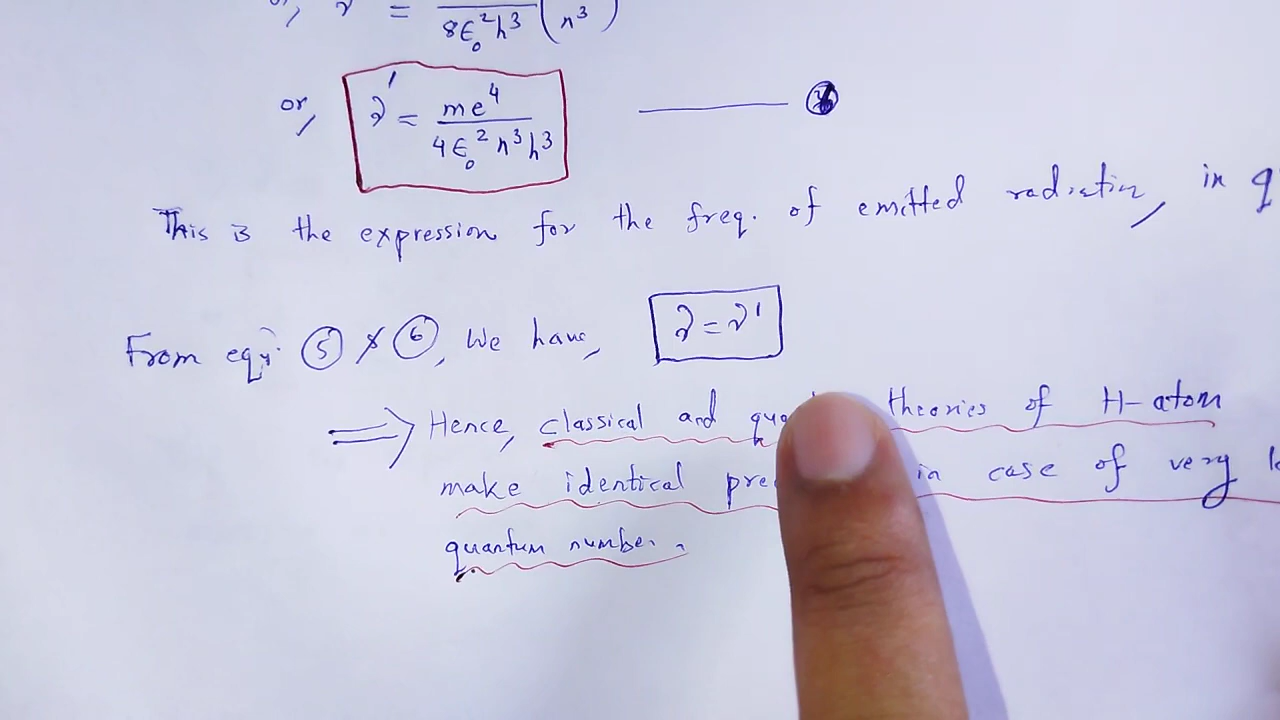 ν = / 8ε₀²h³ (n³)
or, ν' = me⁴ / 4ε₀²n³h³
This is the expression for the freq. of emitted radiation, in q
From eqⁿ. ⑤ & ⑥, We have, ν = ν'
⇒ Hence, classical and theories of H-atom
make identical in case of very
quantum number.